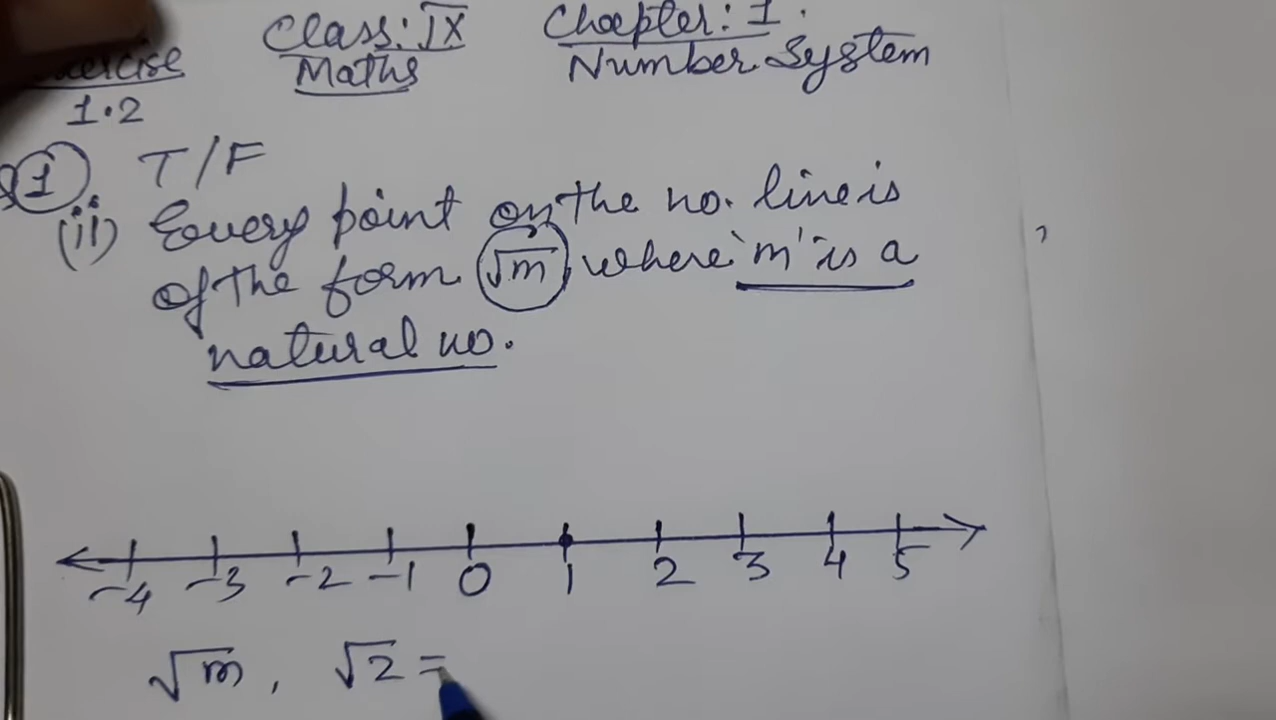 Exercise
1.2
Class: IX
Maths
Chapter: 1.
Number System
Q1. T/F
(ii) Every point on the no. line is
of the form √m, where 'm' is a
natural no.
-4 -3 -2 -1 0 1 2 3 4 5
√m, √2 =